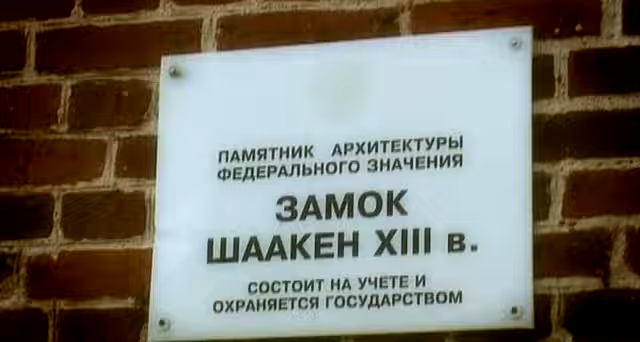 ПАМЯТНИК АРХИТЕКТУРЫ
ФЕДЕРАЛЬНОГО ЗНАЧЕНИЯ
ЗАМОК
ШААКЕН XIII в.
СОСТОИТ НА УЧЕТЕ И
ОХРАНЯЕТСЯ ГОСУДАРСТВОМ